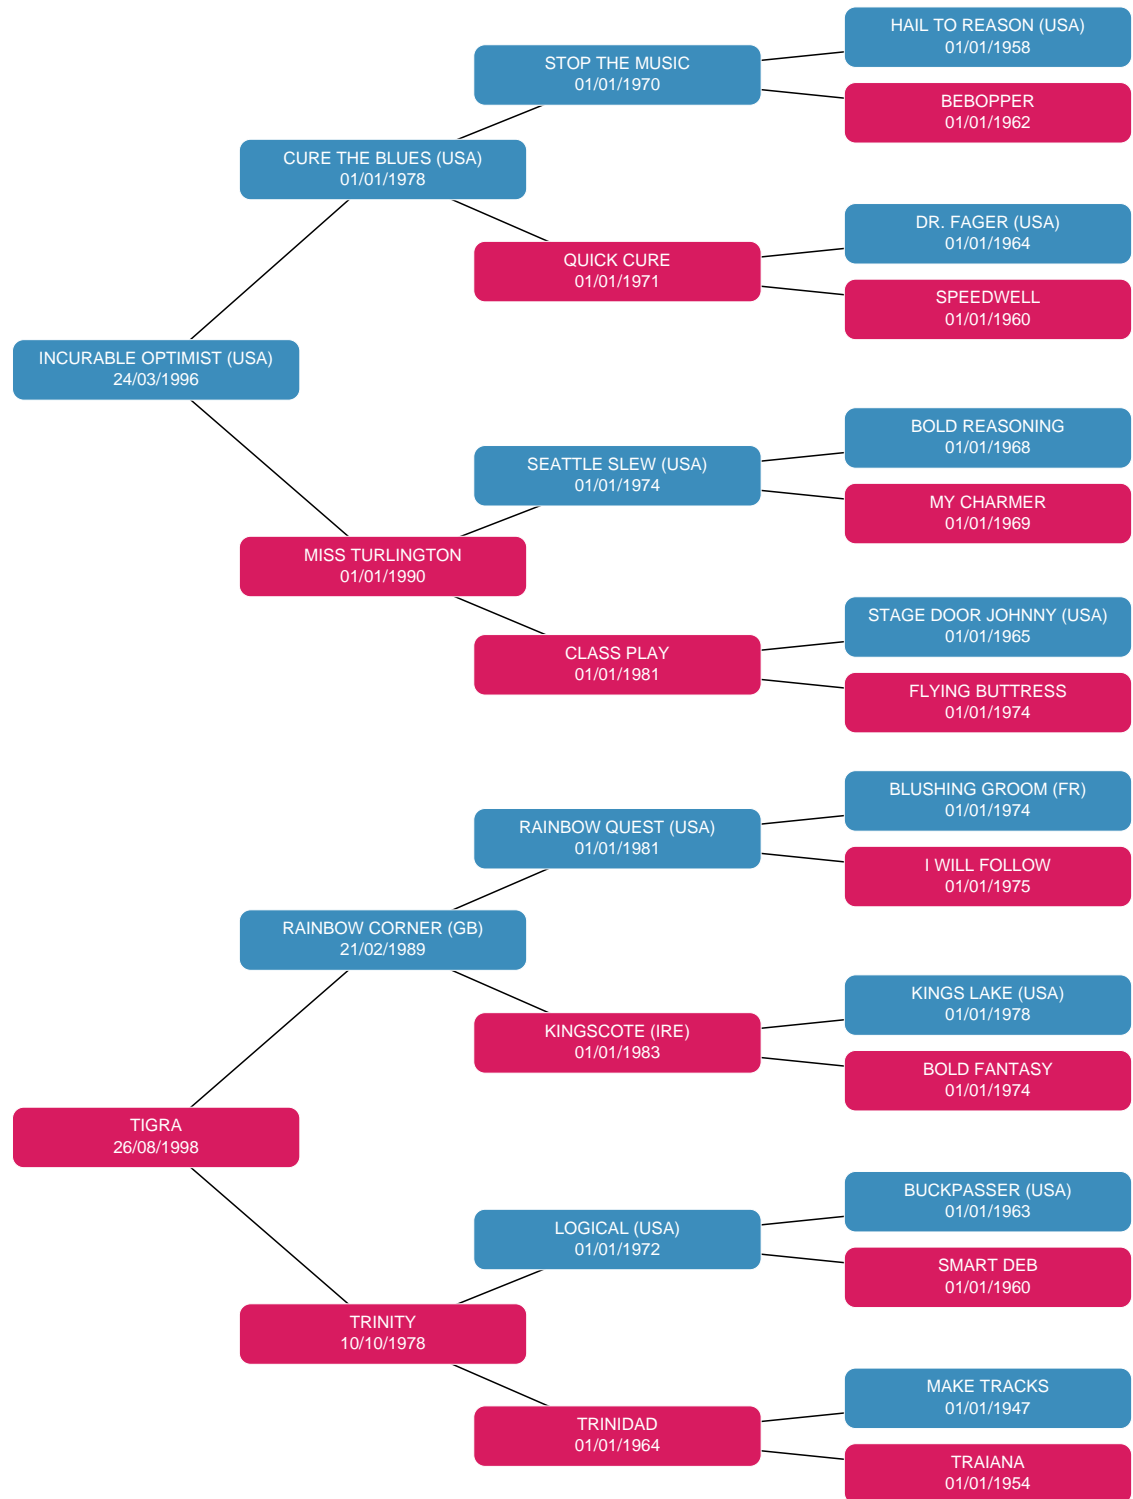 HAIL TO REASON (USA)
01/01/1958
STOP THE MUSIC
01/01/1970
BEBOPPER
01/01/1962
CURE THE BLUES (USA)
01/01/1978
DR. FAGER (USA)
01/01/1964
QUICK CURE
01/01/1971
SPEEDWELL
01/01/1960
INCURABLE OPTIMIST (USA)
24/03/1996
BOLD REASONING
01/01/1968
SEATTLE SLEW (USA)
01/01/1974
MY CHARMER
01/01/1969
MISS TURLINGTON
01/01/1990
STAGE DOOR JOHNNY (USA)
01/01/1965
CLASS PLAY
01/01/1981
FLYING BUTTRESS
01/01/1974
BLUSHING GROOM (FR)
01/01/1974
RAINBOW QUEST (USA)
01/01/1981
I WILL FOLLOW
01/01/1975
RAINBOW CORNER (GB)
21/02/1989
KINGS LAKE (USA)
01/01/1978
KINGSCOTE (IRE)
01/01/1983
BOLD FANTASY
01/01/1974
TIGRA
26/08/1998
BUCKPASSER (USA)
01/01/1963
LOGICAL (USA)
01/01/1972
SMART DEB
01/01/1960
TRINITY
10/10/1978
MAKE TRACKS
01/01/1947
TRINIDAD
01/01/1964
TRAIANA
01/01/1954